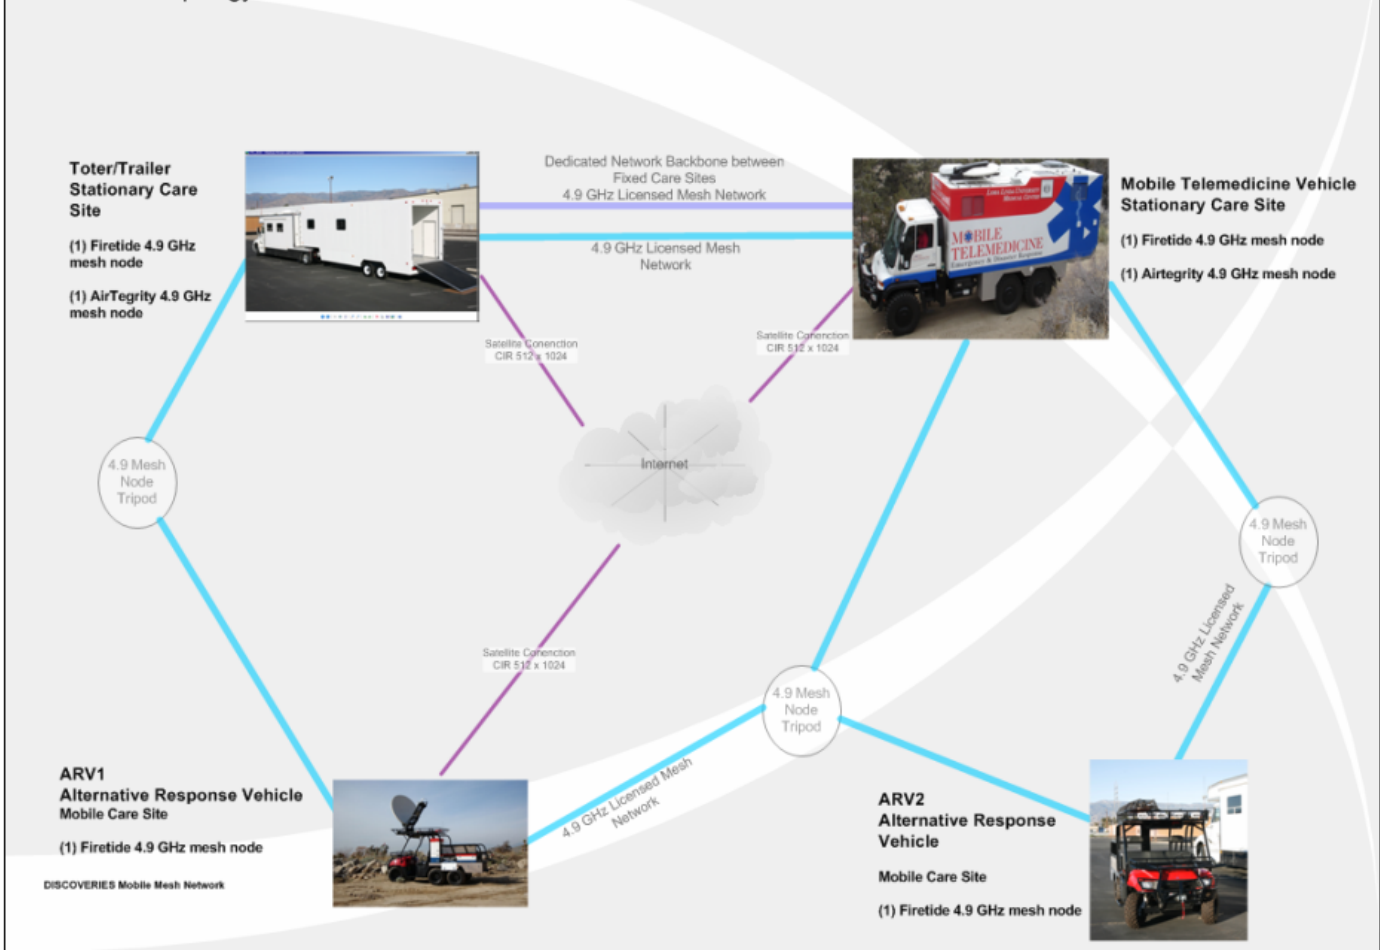 Toter/Trailer
Stationary Care
Site
(1) Firetide 4.9 GHz
mesh node
(1) AirTegrity 4.9 GHz
mesh node
Dedicated Network Backbone between
Fixed Care Sites
4.9 GHz Licensed Mesh Network
4.9 GHz Licensed Mesh
Network
MOBILE
TELEMEDICINE
Emergency & Disaster Response
Mobile Telemedicine Vehicle
Stationary Care Site
(1) Firetide 4.9 GHz mesh node
(1) Airtegrity 4.9 GHz mesh node
Satellite Conenction
CIR 512 x 1024
Satellite Conenction
CIR 512 x 1024
4.9 Mesh
Node
Tripod
Internet
4.9 Mesh
Node
Tripod
4.9 GHz Licensed
Mesh Network
Satellite Conenction
CIR 512 x 1024
4.9 Mesh
Node
Tripod
4.9 GHz Licensed Mesh
Network
ARV1
Alternative Response Vehicle
Mobile Care Site
(1) Firetide 4.9 GHz mesh node
DISCOVERIES Mobile Mesh Network
ARV2
Alternative Response
Vehicle
Mobile Care Site
(1) Firetide 4.9 GHz mesh node